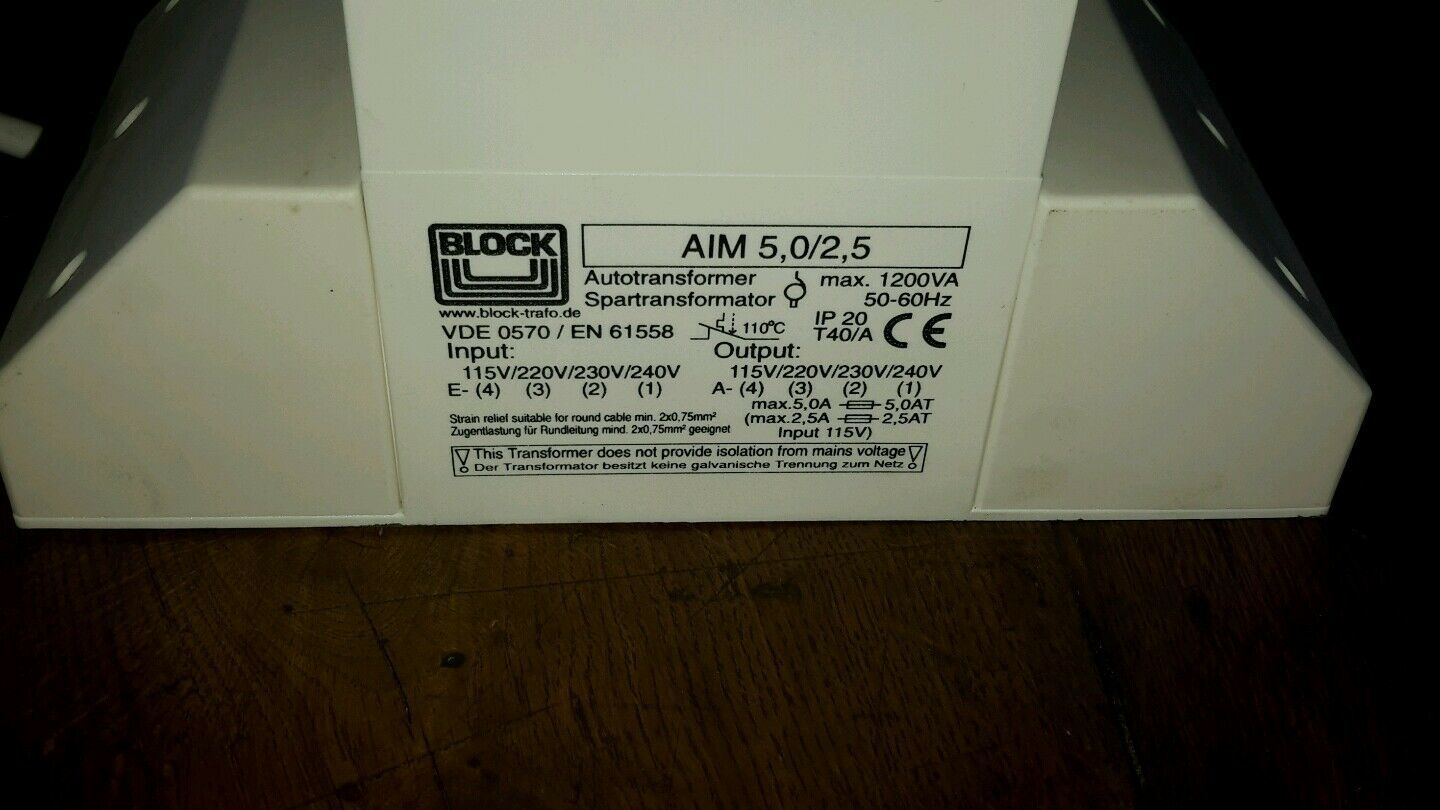 BLOCK
AIM 5,0/2,5
Autotransformer max. 1200VA
Spartransformator 50-60Hz
www.block-trafo.de
VDE 0570 / EN 61558 110°C IP 20 T40/A CE
Input: Output:
115V/220V/230V/240V 115V/220V/230V/240V
E- (4) (3) (2) (1) A- (4) (3) (2) (1)
max.5,0A 5,0AT
Strain relief suitable for round cable min. 2x0.75mm² (max.2,5A 2,5AT
Zugentlastung für Rundleitung mind. 2x0,75mm² geeignet Input 115V)
This Transformer does not provide isolation from mains voltage
Der Transformator besitzt keine galvanische Trennung zum Netz